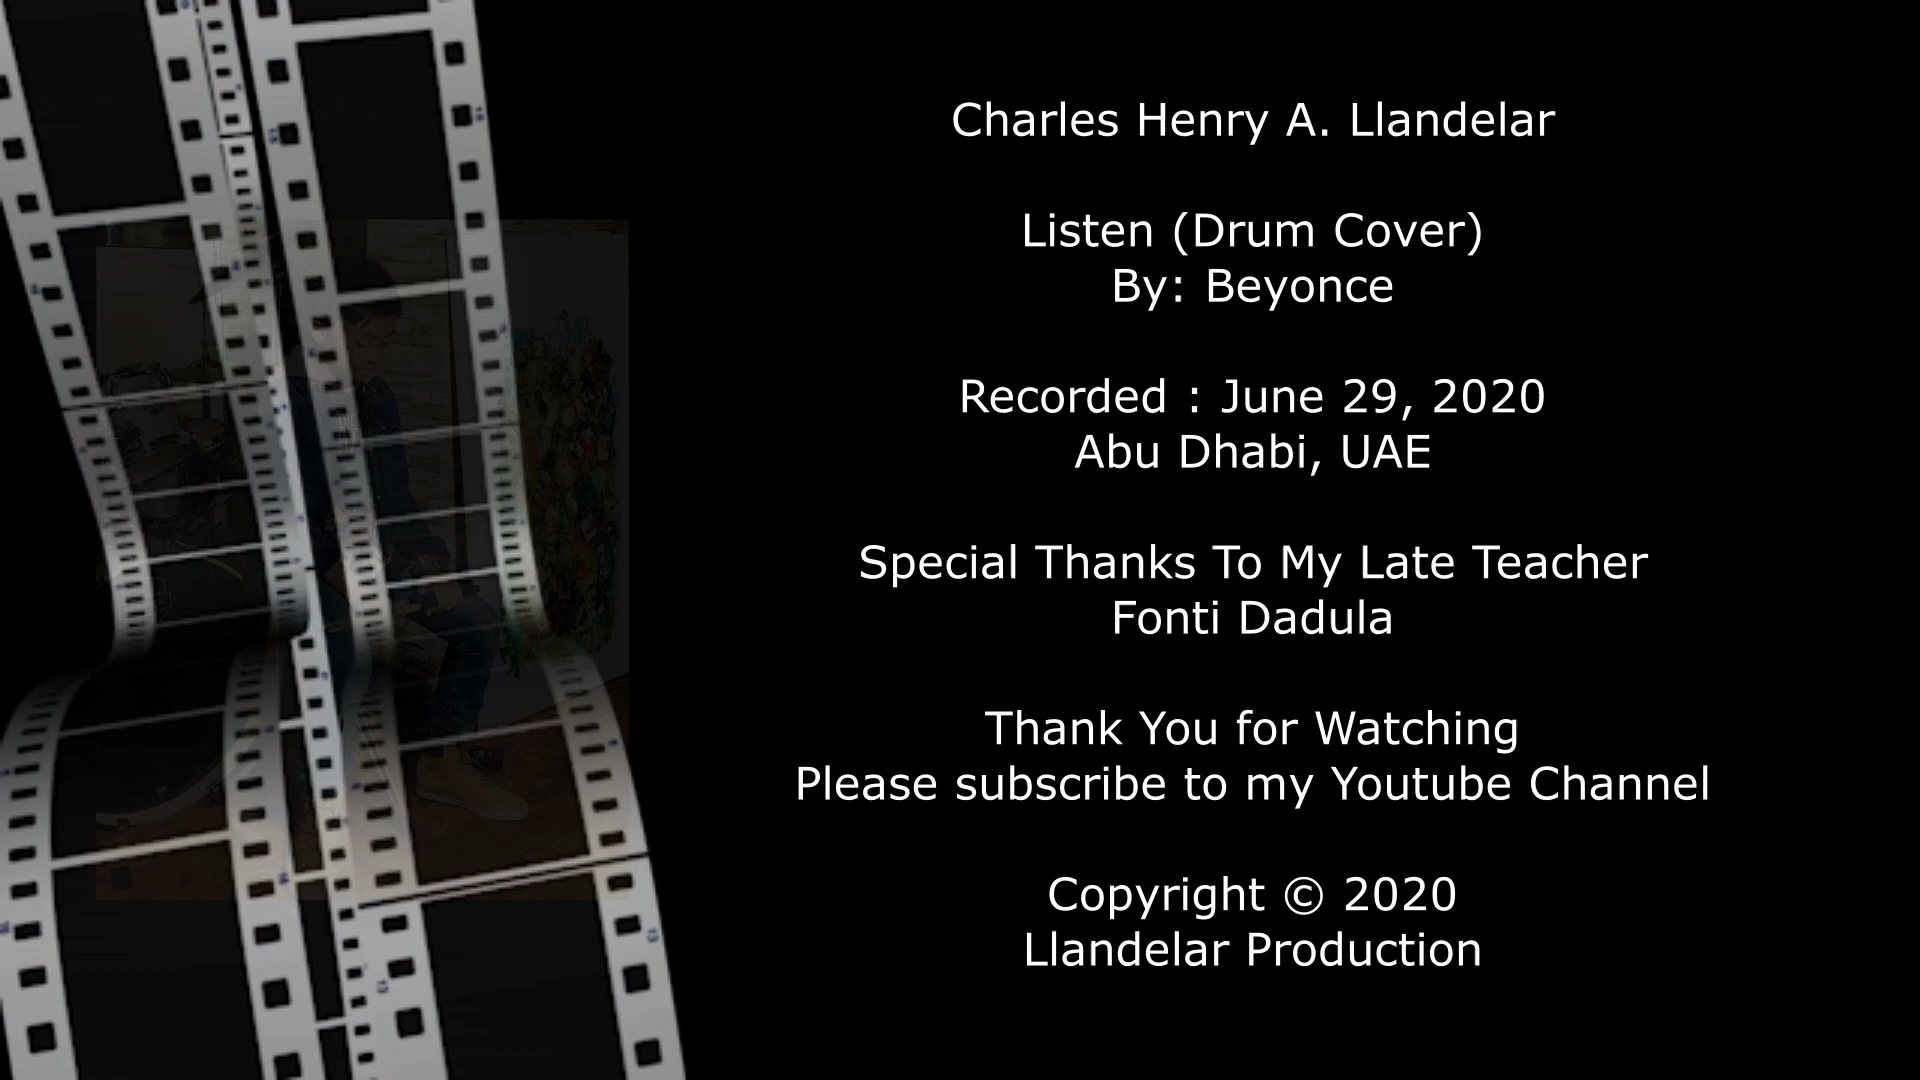 Charles Henry A. Llandelar
Listen (Drum Cover)
By: Beyonce
Recorded : June 29, 2020
Abu Dhabi, UAE
Special Thanks To My Late Teacher
Fonti Dadula
Thank You for Watching
Please subscribe to my Youtube Channel
Copyright © 2020
Llandelar Production